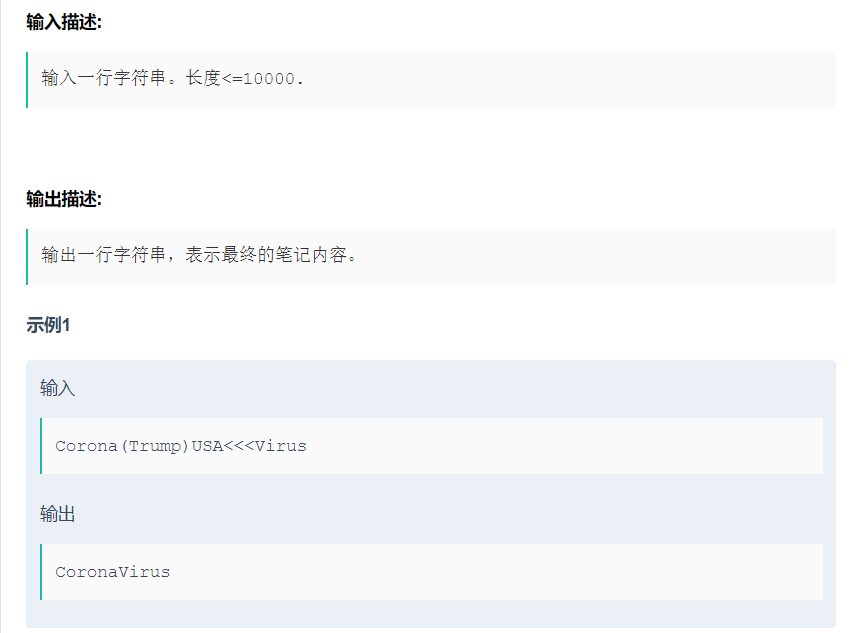 输入描述:
输入一行字符串。长度<=10000.
输出描述:
输出一行字符串，表示最终的笔记内容。
示例1
输入
Corona(Trump)USA<<<Virus
输出
CoronaVirus